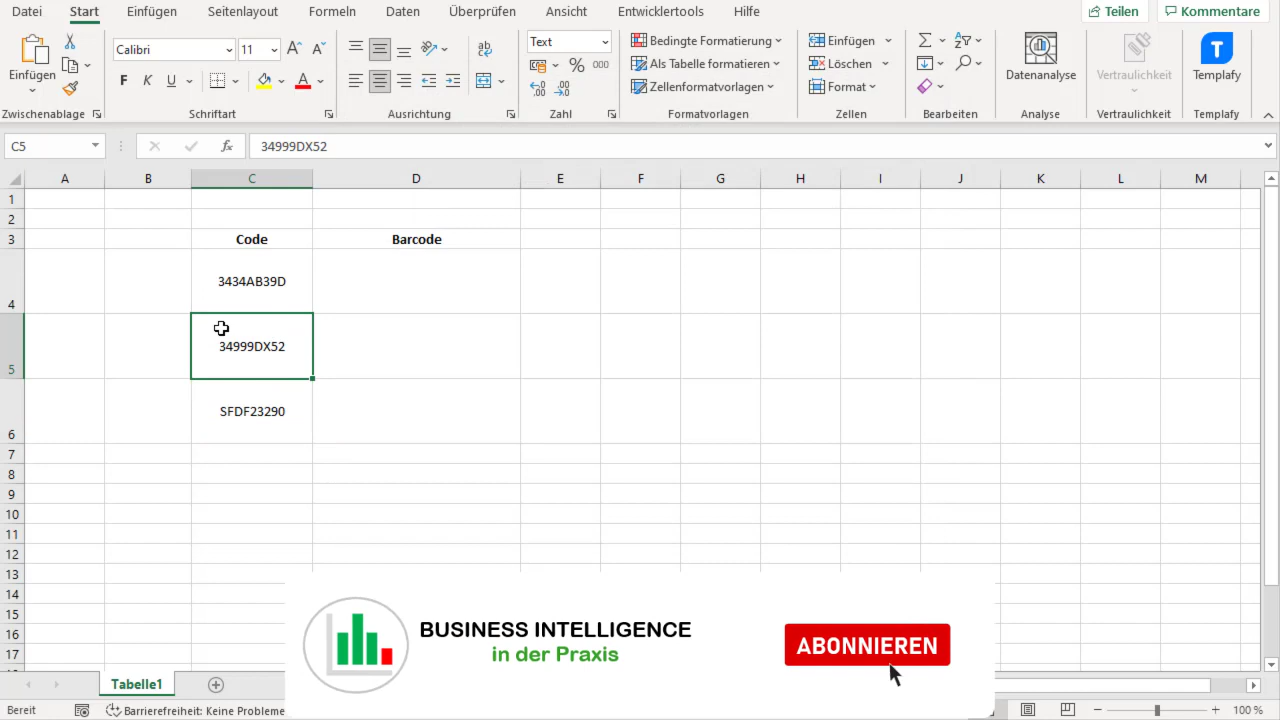 Datei Start Einfügen Seitenlayout Formeln Daten Überprüfen Ansicht Entwicklertools Hilfe Teilen Kommentare
Einfügen
Calibri 11
F K U A
Text
% 000
Bedingte Formatierung
Als Tabelle formatieren
Zellenformatvorlagen
Einfügen
Löschen
Format
Datenanalyse
Vertraulichkeit
Templafy
Zwischenablage Schriftart Ausrichtung Zahl Formatvorlagen Zellen Bearbeiten Analyse Vertraulichkeit Templafy
C5 fx 34999DX52
A B C D E F G H I J K L M
1
2
3 Code Barcode
4 3434AB39D
5 34999DX52
6 SFDF23290
7
8
9
10
11
12
13
14
15
16
17
BUSINESS INTELLIGENCE
in der Praxis
ABONNIEREN
Tabelle1
Bereit Barrierefreiheit: Keine Probleme 100 %